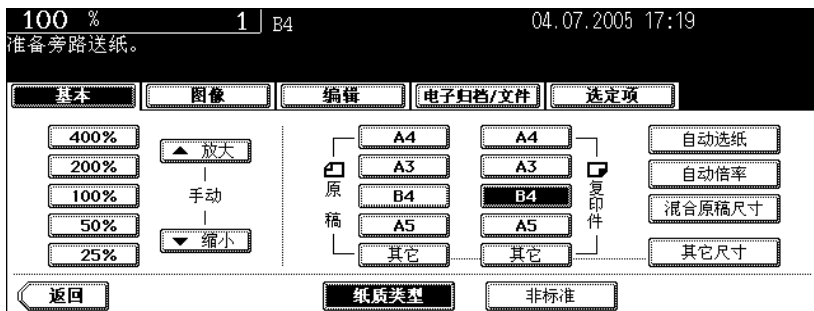 100 % 1 B4 04.07.2005 17:19
准备旁路送纸。
基本 图像 编辑 电子归档/文件 选定项
400%
200%
100%
50%
25%
放大
手动
缩小
原稿
A4
A3
B4
A5
其它
A4
A3
B4
A5
其它
复印件
自动选纸
自动倍率
混合原稿尺寸
其它尺寸
返回 纸质类型 非标准